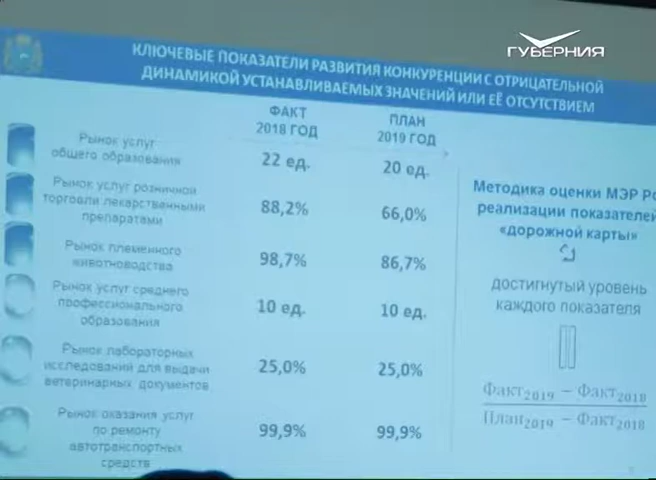 ГУБЕРНИЯ
КЛЮЧЕВЫЕ ПОКАЗАТЕЛИ РАЗВИТИЯ КОНКУРЕНЦИИ С ОТРИЦАТЕЛЬНОЙ
ДИНАМИКОЙ УСТАНАВЛИВАЕМЫХ ЗНАЧЕНИЙ ИЛИ ЕЁ ОТСУТСТВИЕМ
ФАКТ
2018 ГОД
ПЛАН
2019 ГОД
Рынок услуг
общего образования
22 ед.
20 ед.
Рынок услуг розничной
торговли лекарственными
препаратами
88,2%
66,0%
Рынок племенного
животноводства
98,7%
86,7%
Рынок услуг среднего
профессионального
образования
10 ед.
10 ед.
Рынок лабораторных
исследований для выдачи
ветеринарных документов
25,0%
25,0%
Рынок оказания услуг
по ремонту
автотранспортных
средств
99,9%
99,9%
Методика оценки МЭР
реализации показателей
«дорожной карты»
достигнутый уровень
каждого показателя
Факт2019 − Факт2018
План2019 − Факт2018